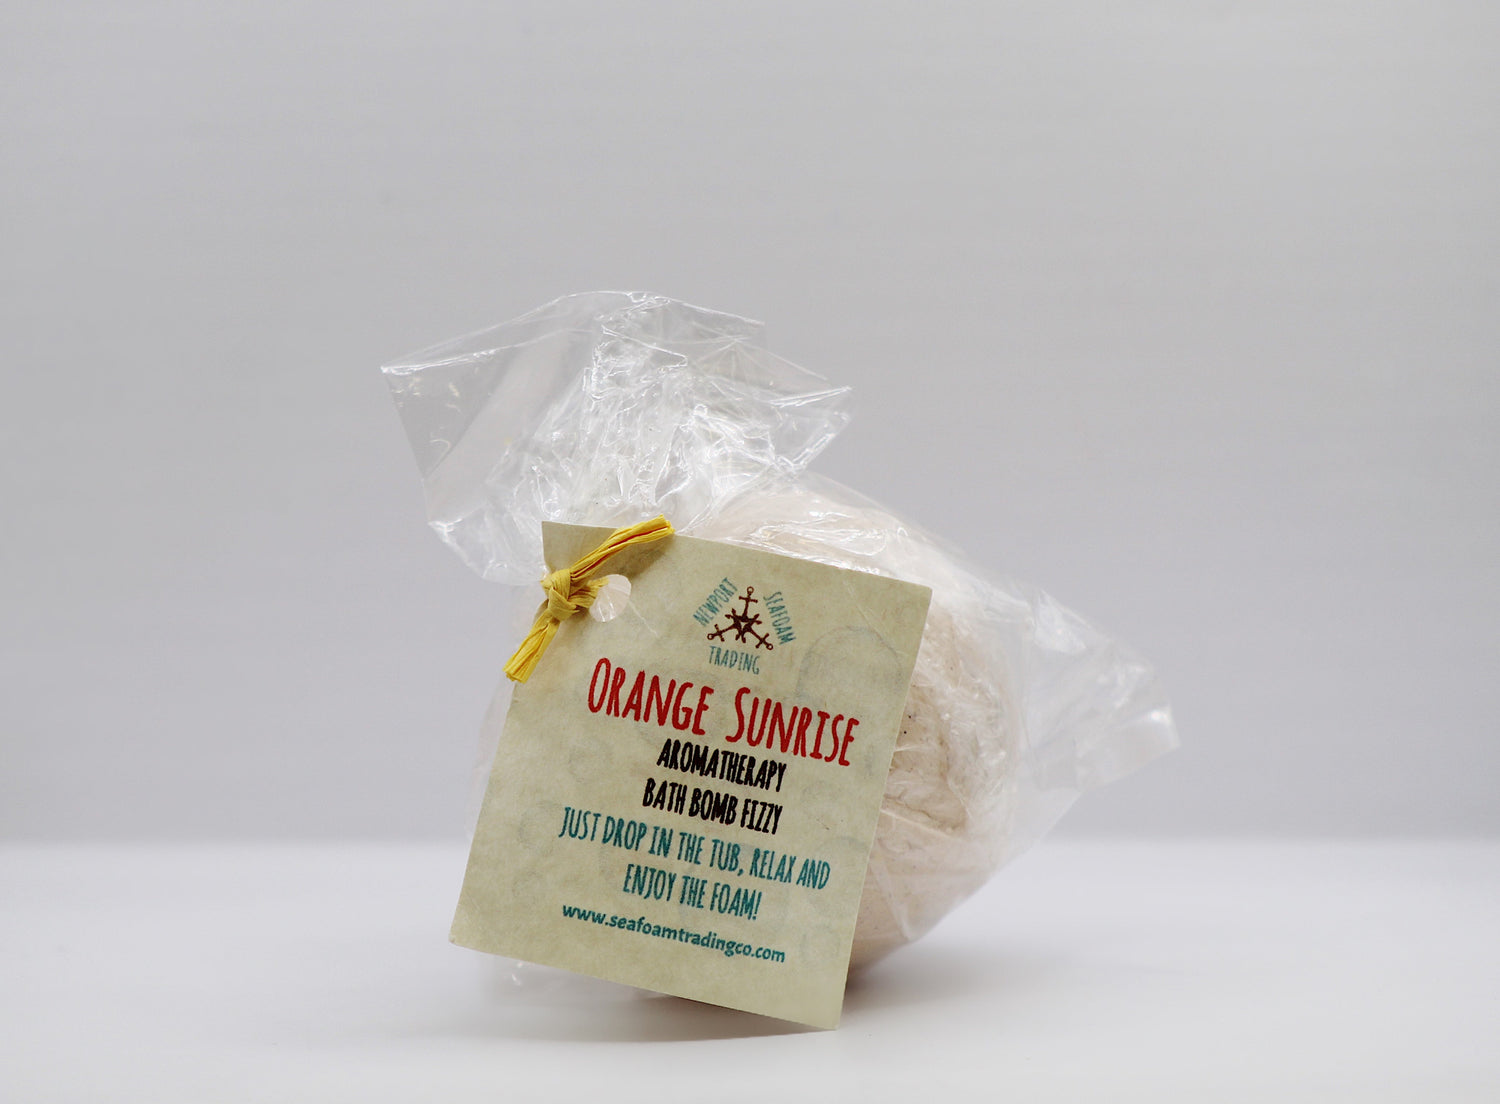 NEWPORT
SEAFOAM
TRADING
ORANGE SUNRISE
AROMATHERAPY
BATH BOMB FIZZY
JUST DROP IN THE TUB, RELAX AND
ENJOY THE FOAM!
www.seafoamtradingco.com